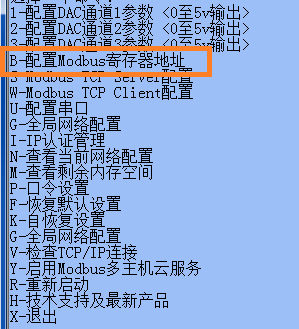 1-配置DAC通道1参数 <0至5v输出>
2-配置DAC通道2参数 <0至5v输出>
3-配置DAC通道3参数 <0至5v输出>
B-配置Modbus寄存器地址
S-Modbus TCP Server配置
W-Modbus TCP Client配置
U-配置串口
G-全局网络配置
I-IP认证管理
N-查看当前网络配置
M-查看剩余内存空间
P-口令设置
F-恢复默认设置
K-自恢复设置
G-全局网络配置
V-检查TCP/IP连接
Y-启用Modbus多主机云服务
R-重新启动
H-技术支持及最新产品
X-退出